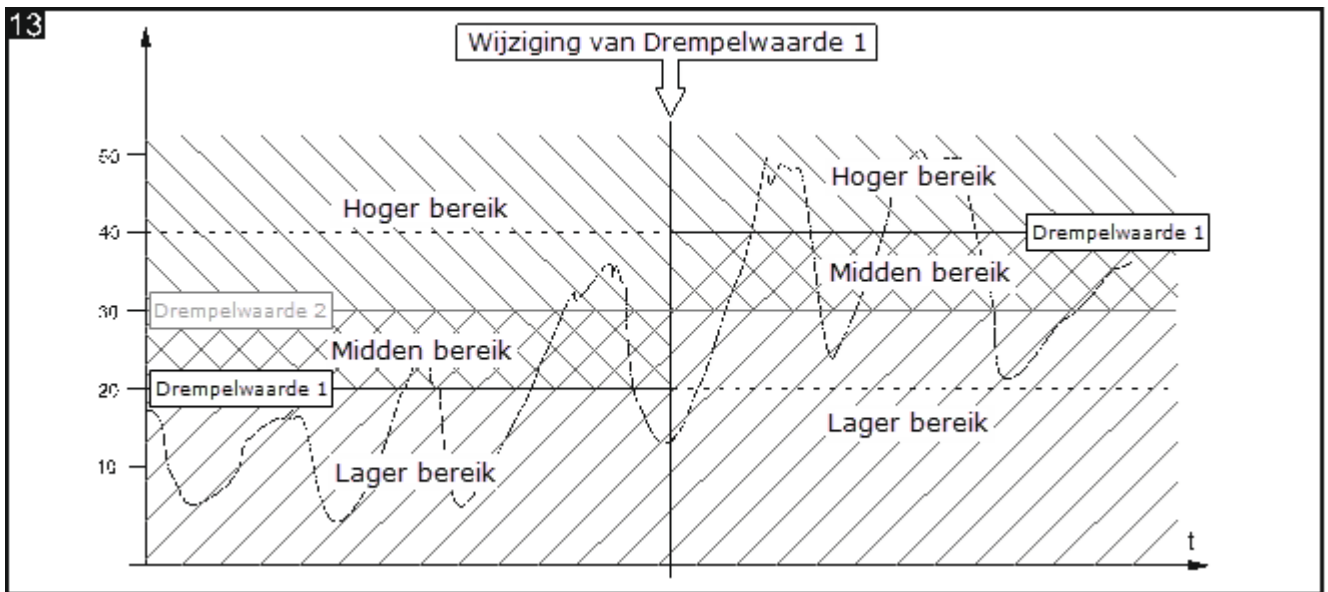 13
Wijziging van Drempelwaarde 1
50
Hoger bereik
Hoger bereik
40
Drempelwaarde 1
Midden bereik
30
Drempelwaarde 2
Midden bereik
20
Drempelwaarde 1
Lager bereik
10
Lager bereik
t